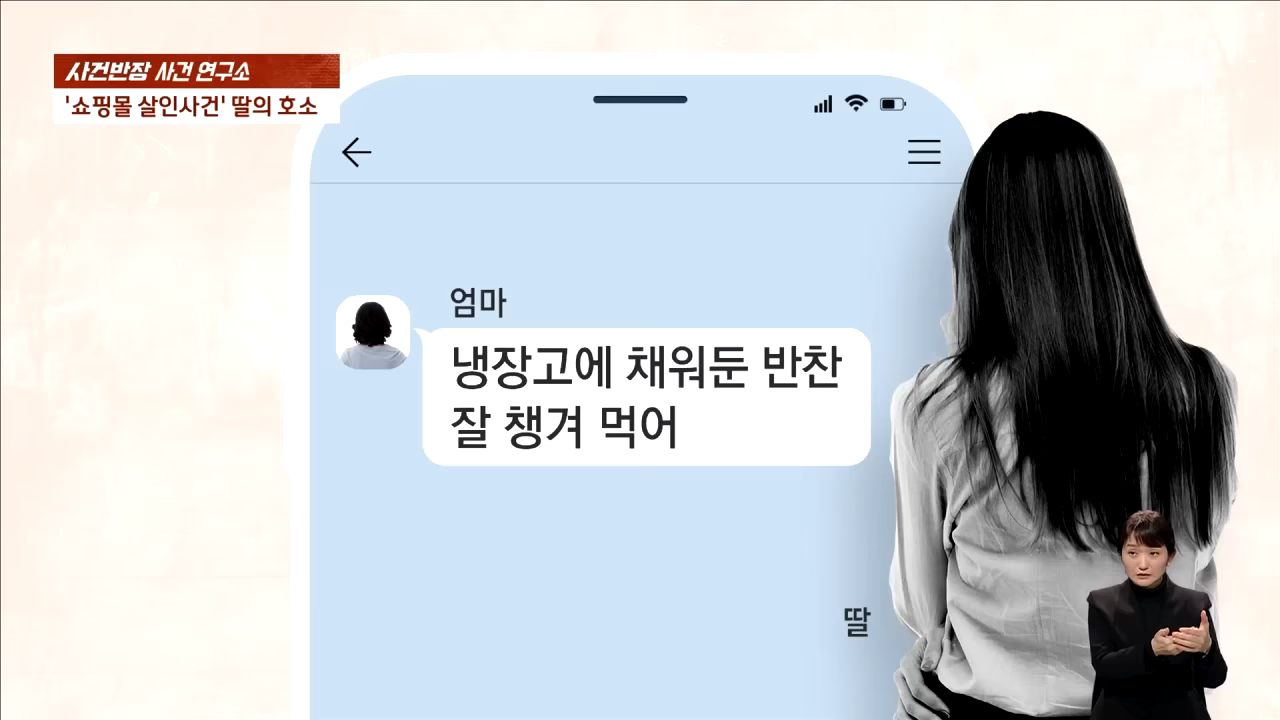 사건반장 사건 연구소
'쇼핑몰 살인사건' 딸의 호소
엄마
냉장고에 채워둔 반찬
잘 챙겨 먹어
딸